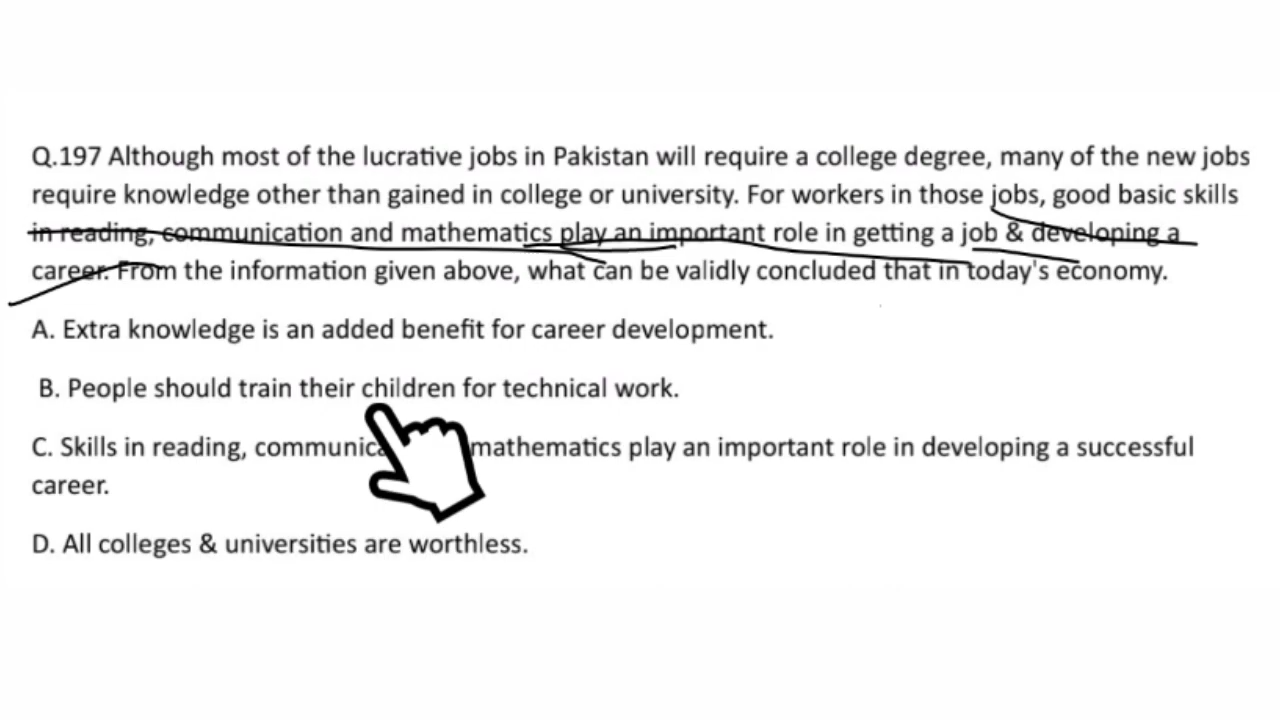 Q.197 Although most of the lucrative jobs in Pakistan will require a college degree, many of the new jobs
require knowledge other than gained in college or university. For workers in those jobs, good basic skills
in reading, communication and mathematics play an important role in getting a job & developing a
career. From the information given above, what can be validly concluded that in today's economy.
A. Extra knowledge is an added benefit for career development.
B. People should train their children for technical work.
C. Skills in reading, mathematics play an important role in developing a successful
career.
D. All colleges & universities are worthless.